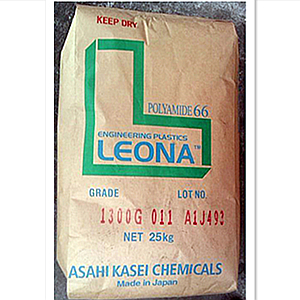 KEEP DRY
POLYAMIDE 66
ENGINEERING PLASTICS
LEONA™
GRADE LOT NO.
1300G 011 A1J493
NET 25kg
ASAHI KASEI CHEMICALS
Made in Japan